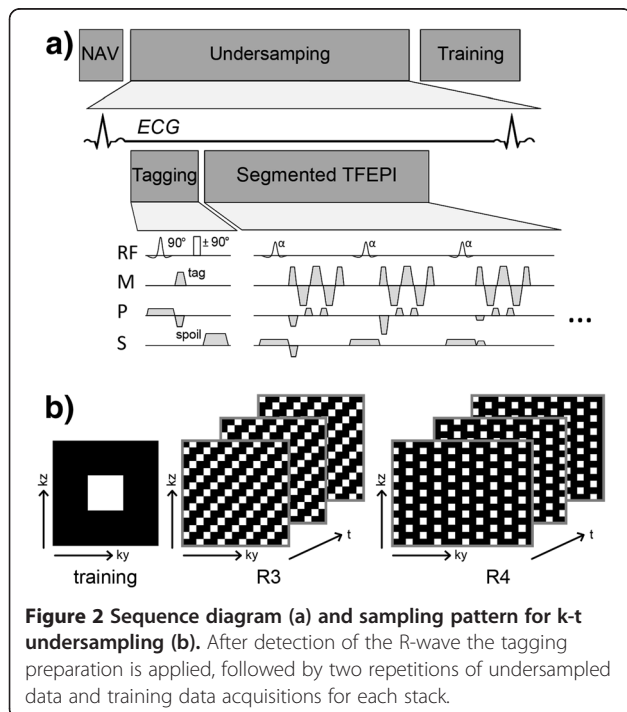 a)
NAV Undersamping Training
ECG
Tagging Segmented TFEPI
RF 90° ± 90° α α α
M tag
P ...
S spoil
b)
kz kz kz
ky ky t ky t
training R3 R4
Figure 2 Sequence diagram (a) and sampling pattern for k-t
undersampling (b). After detection of the R-wave the tagging
preparation is applied, followed by two repetitions of undersampled
data and training data acquisitions for each stack.